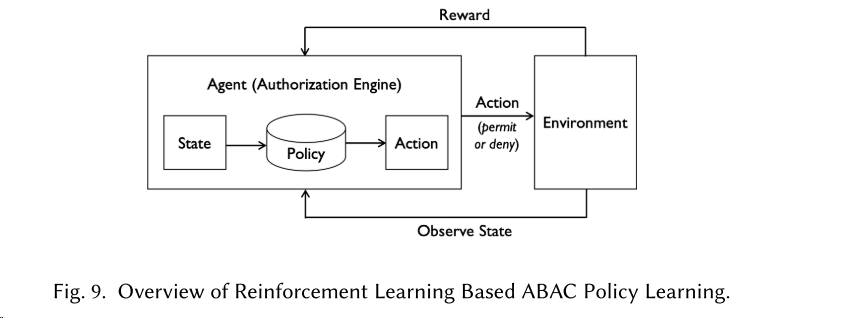 Reward
Agent (Authorization Engine)
State
Policy
Action
Action
(permit
or deny)
Environment
Observe State
Fig. 9. Overview of Reinforcement Learning Based ABAC Policy Learning.